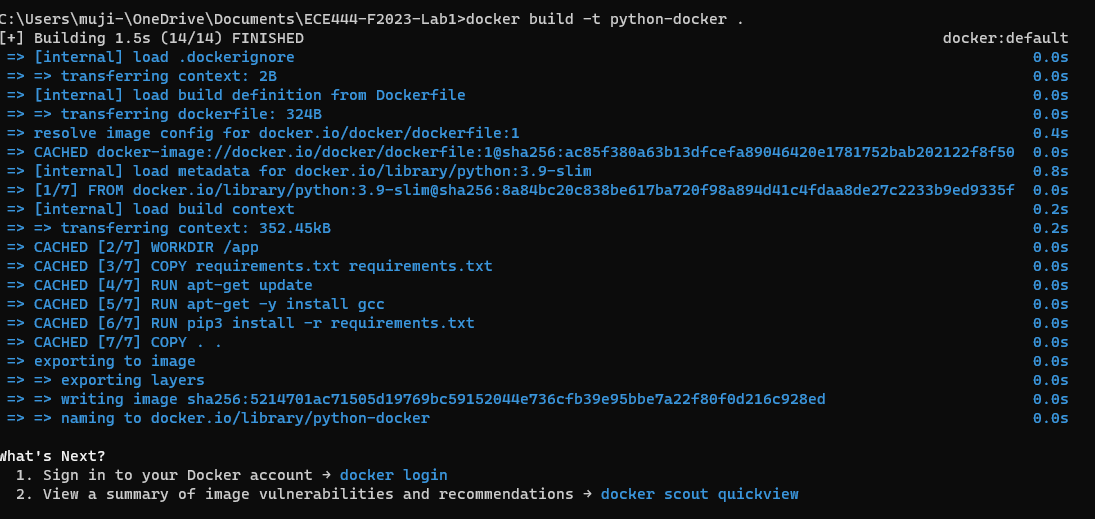 C:\Users\muji-\OneDrive\Documents\ECE444-F2023-Lab1>docker build -t python-docker .
[+] Building 1.5s (14/14) FINISHED docker:default
=> [internal] load .dockerignore 0.0s
=> => transferring context: 2B 0.0s
=> [internal] load build definition from Dockerfile 0.0s
=> => transferring dockerfile: 324B 0.0s
=> resolve image config for docker.io/docker/dockerfile:1 0.4s
=> CACHED docker-image://docker.io/docker/dockerfile:1@sha256:ac85f380a63b13dfcefa89046420e1781752bab202122f8f50 0.0s
=> [internal] load metadata for docker.io/library/python:3.9-slim 0.8s
=> [1/7] FROM docker.io/library/python:3.9-slim@sha256:8a84bc20c838be617ba720f98a894d41c4fdaa8de27c2233b9ed9335f 0.0s
=> [internal] load build context 0.2s
=> => transferring context: 352.45kB 0.2s
=> CACHED [2/7] WORKDIR /app 0.0s
=> CACHED [3/7] COPY requirements.txt requirements.txt 0.0s
=> CACHED [4/7] RUN apt-get update 0.0s
=> CACHED [5/7] RUN apt-get -y install gcc 0.0s
=> CACHED [6/7] RUN pip3 install -r requirements.txt 0.0s
=> CACHED [7/7] COPY . . 0.0s
=> exporting to image 0.0s
=> => exporting layers 0.0s
=> => writing image sha256:5214701ac71505d19769bc59152044e736cfb39e95bbe7a22f80f0d216c928ed 0.0s
=> => naming to docker.io/library/python-docker 0.0s
What's Next?
1. Sign in to your Docker account → docker login
2. View a summary of image vulnerabilities and recommendations → docker scout quickview